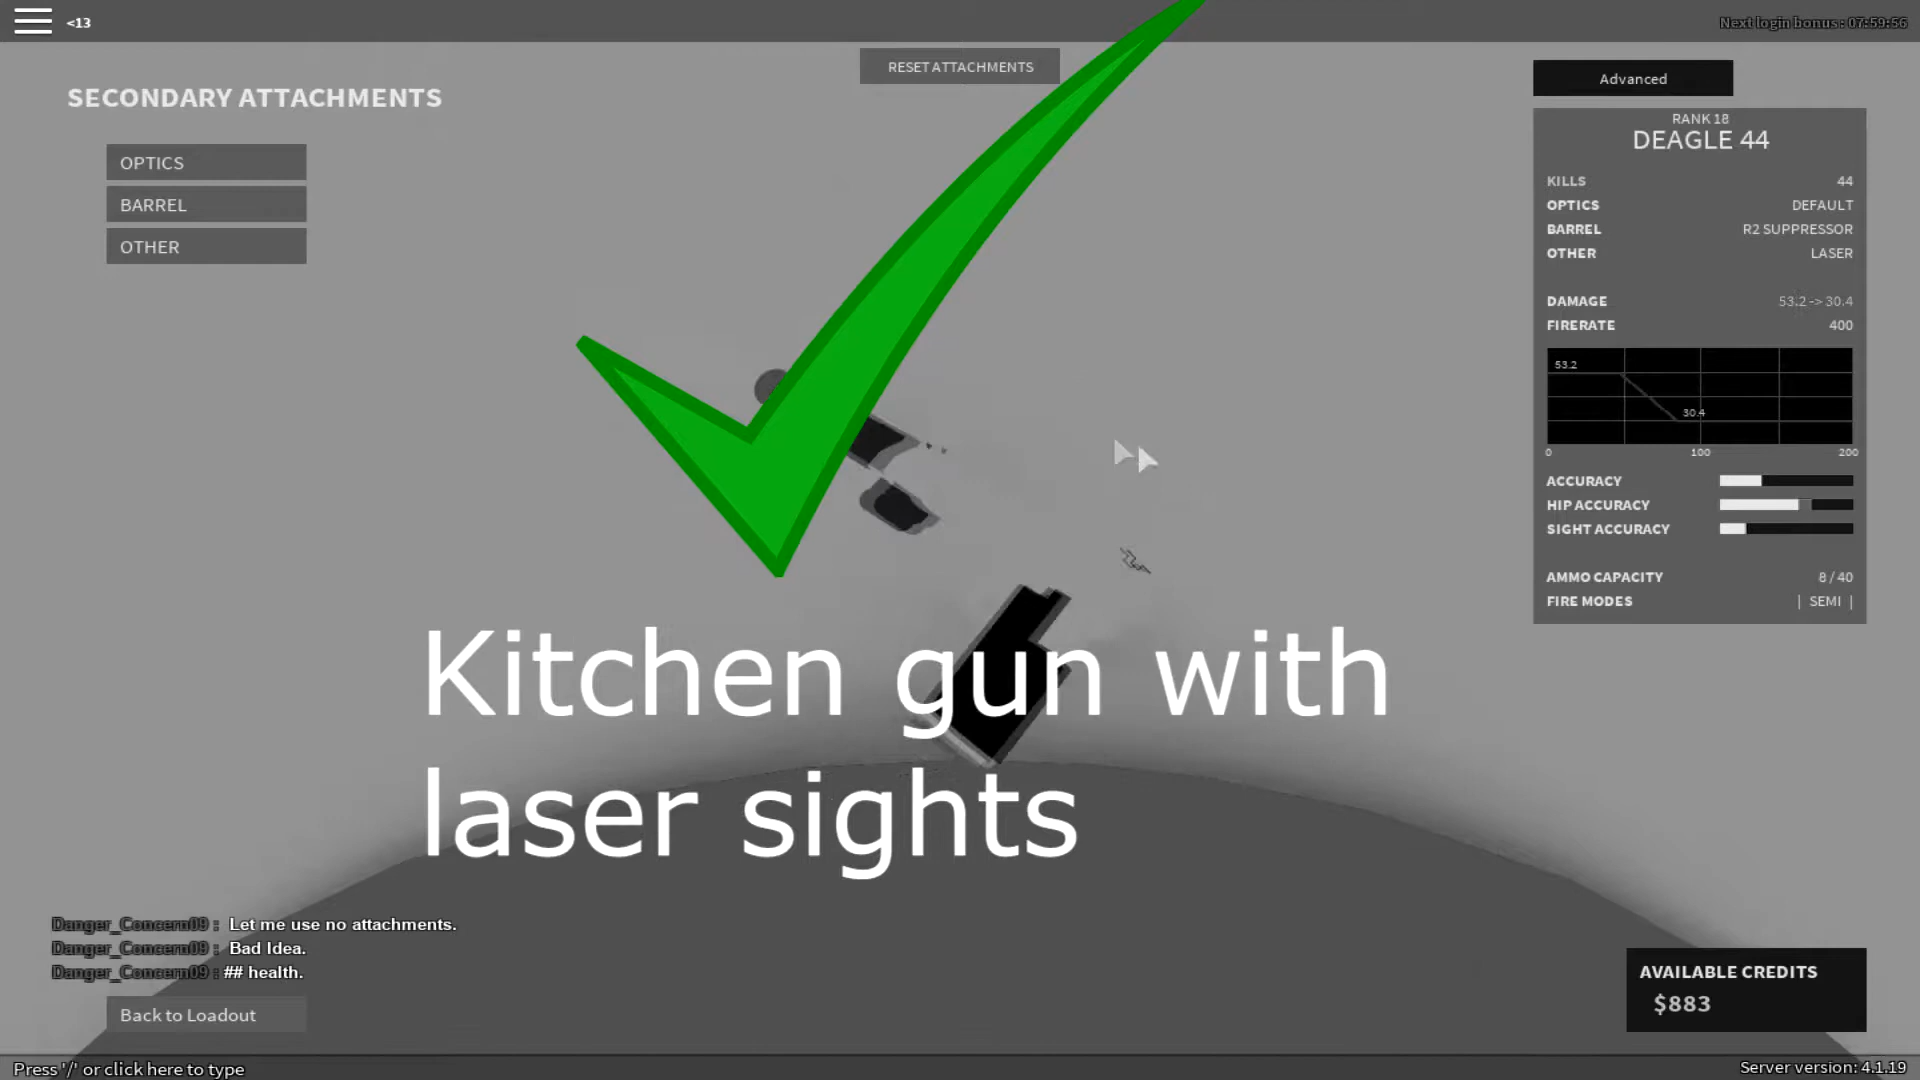 <13
Next login bonus: 07:59:56
RESET ATTACHMENTS
Advanced
SECONDARY ATTACHMENTS
OPTICS
BARREL
OTHER
RANK 18
DEAGLE 44
KILLS 44
OPTICS DEFAULT
BARREL R2 SUPPRESSOR
OTHER LASER
DAMAGE 53.2 -> 30.4
FIRERATE 400
53.2
30.4
0 100 200
ACCURACY
HIP ACCURACY
SIGHT ACCURACY
AMMO CAPACITY 8 / 40
FIRE MODES | SEMI |
Kitchen gun with
laser sights
Danger_Concern09 : Let me use no attachments.
Danger_Concern09 : Bad Idea.
Danger_Concern09 : ## health.
Back to Loadout
AVAILABLE CREDITS
$883
Press '/' or click here to type
Server version: 4.1.19